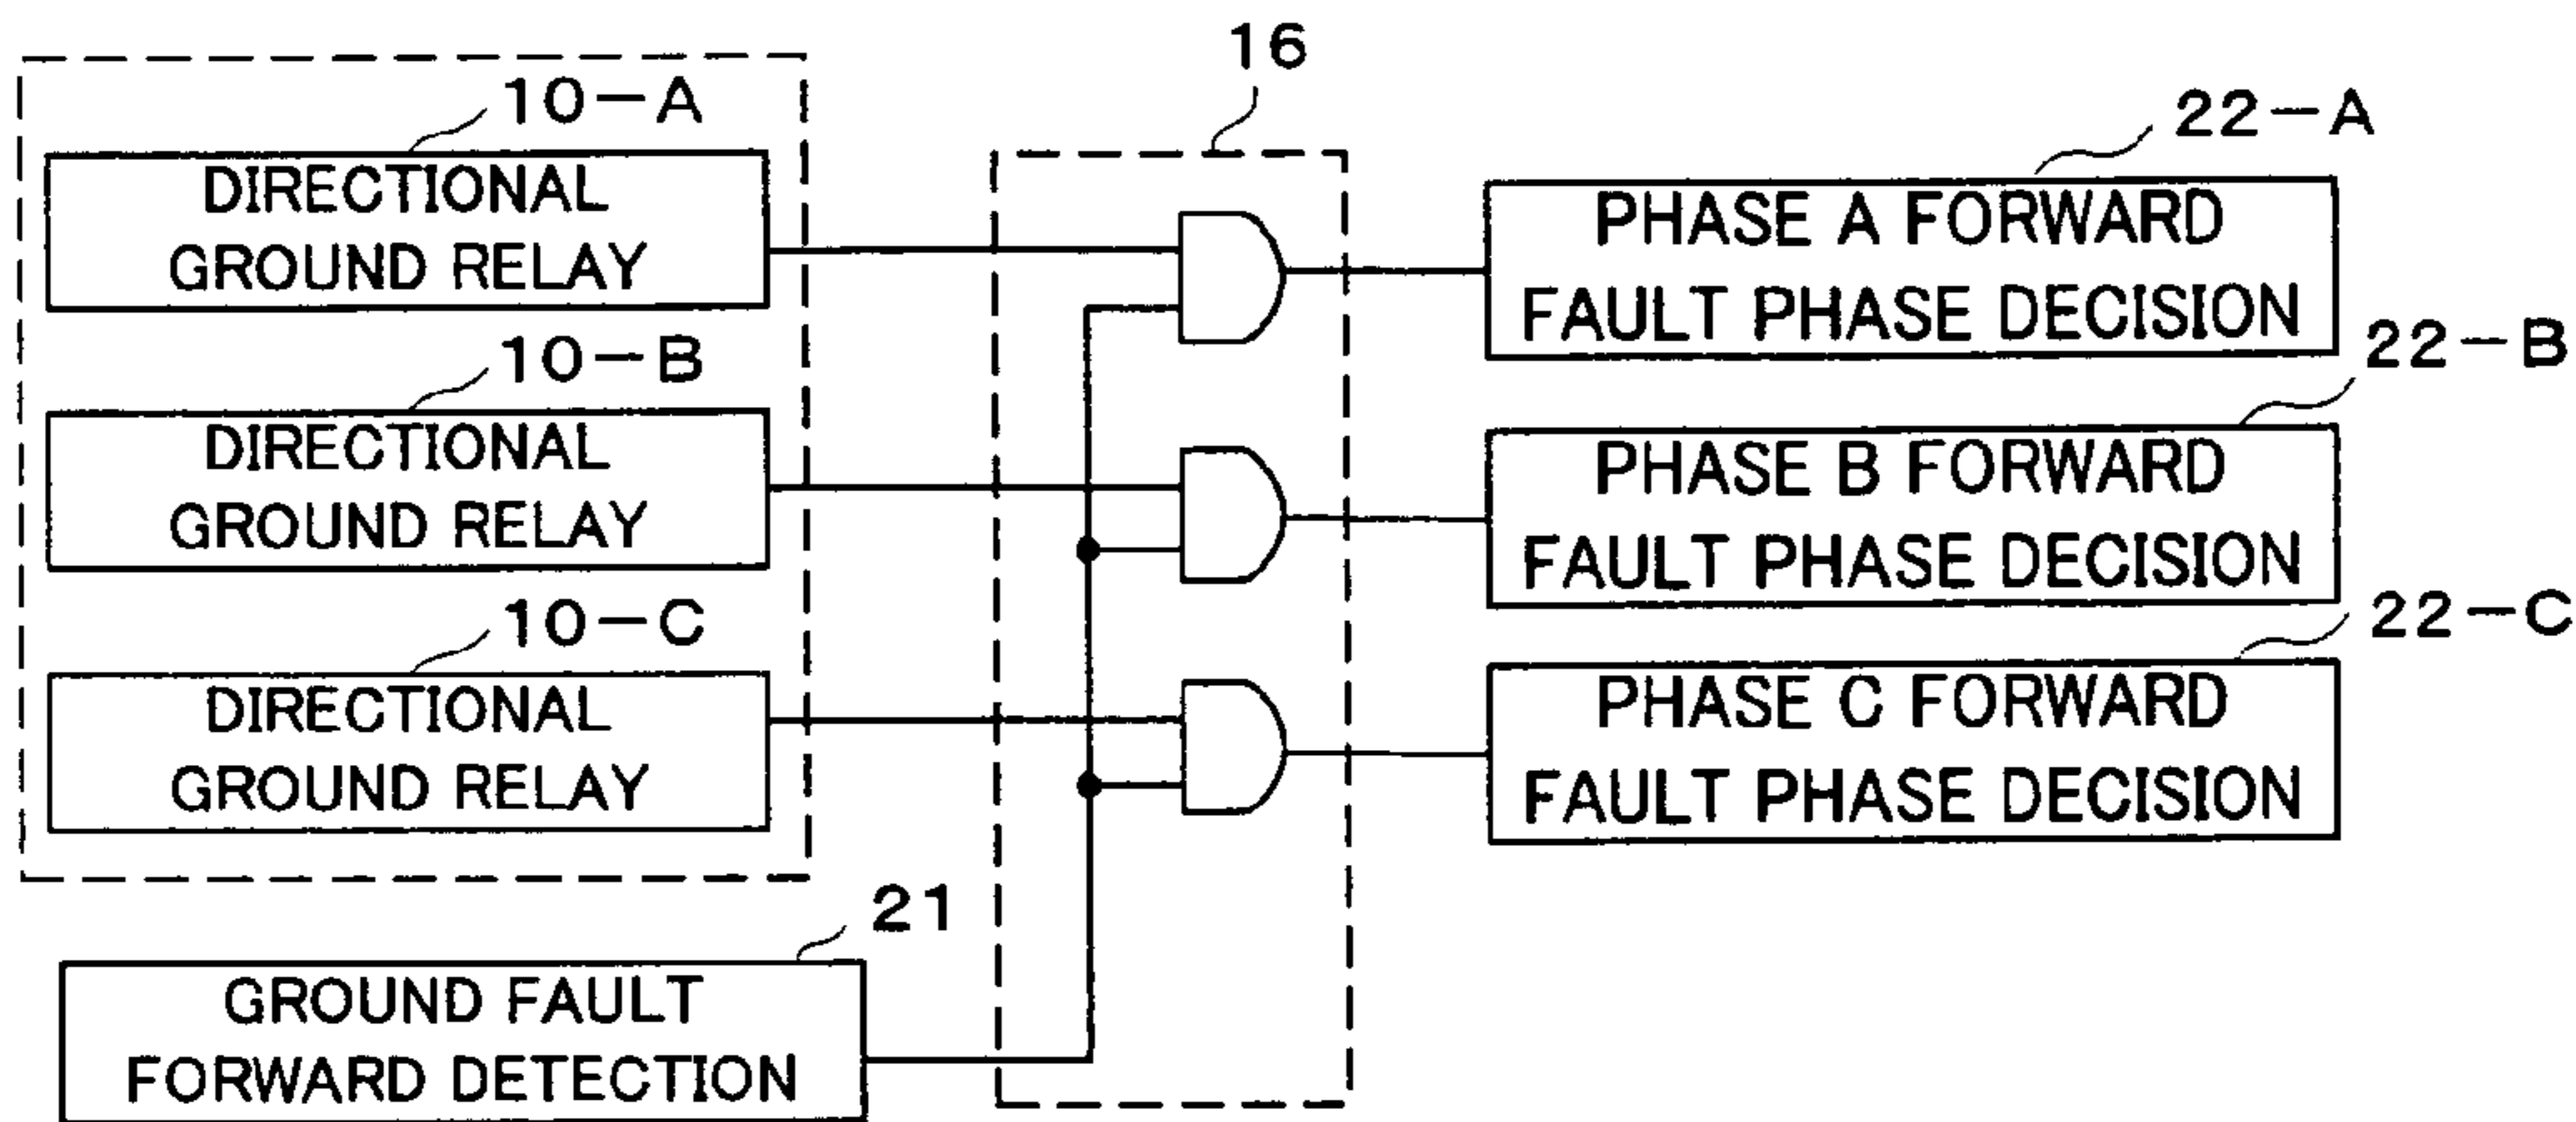 16
10-A
DIRECTIONAL
GROUND RELAY
22-A
PHASE A FORWARD
FAULT PHASE DECISION
10-B
DIRECTIONAL
GROUND RELAY
22-B
PHASE B FORWARD
FAULT PHASE DECISION
10-C
DIRECTIONAL
GROUND RELAY
22-C
PHASE C FORWARD
FAULT PHASE DECISION
21
GROUND FAULT
FORWARD DETECTION